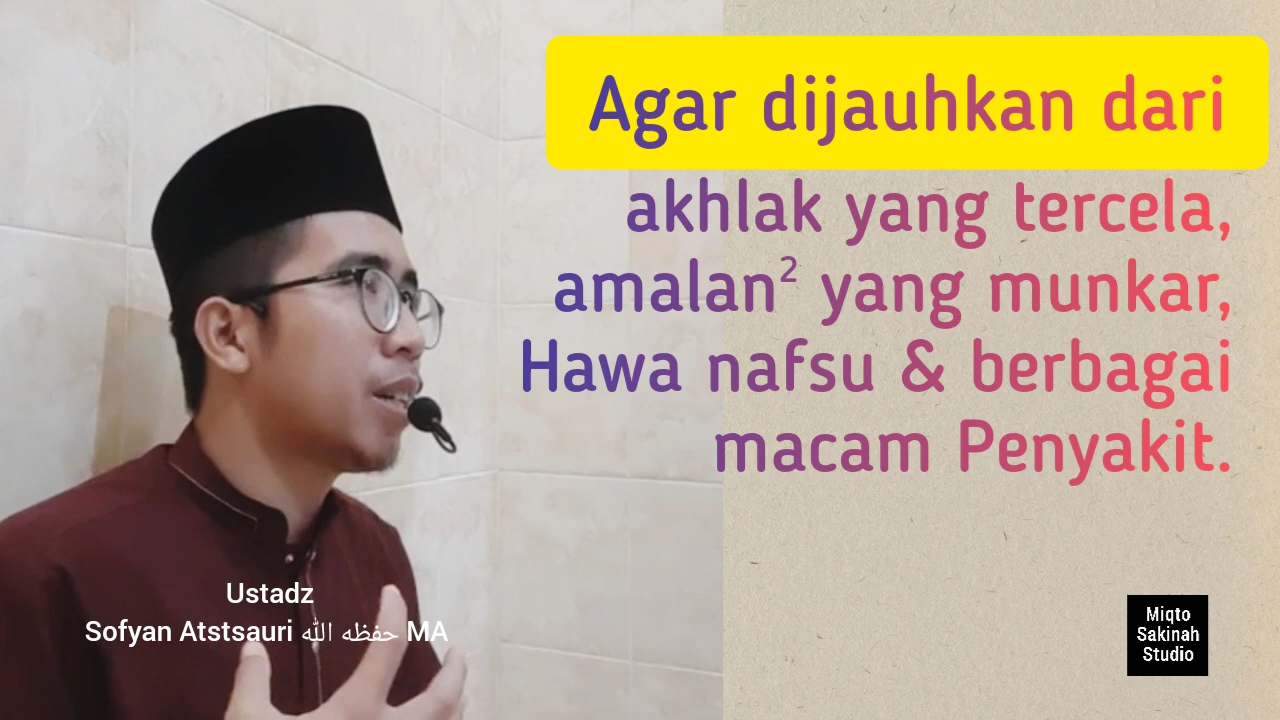 Agar dijauhkan dari
akhlak yang tercela,
amalan² yang munkar,
Hawa nafsu & berbagai
macam Penyakit.
Ustadz
Sofyan Atstsauri حفظه الله MA
Miqto
Sakinah
Studio